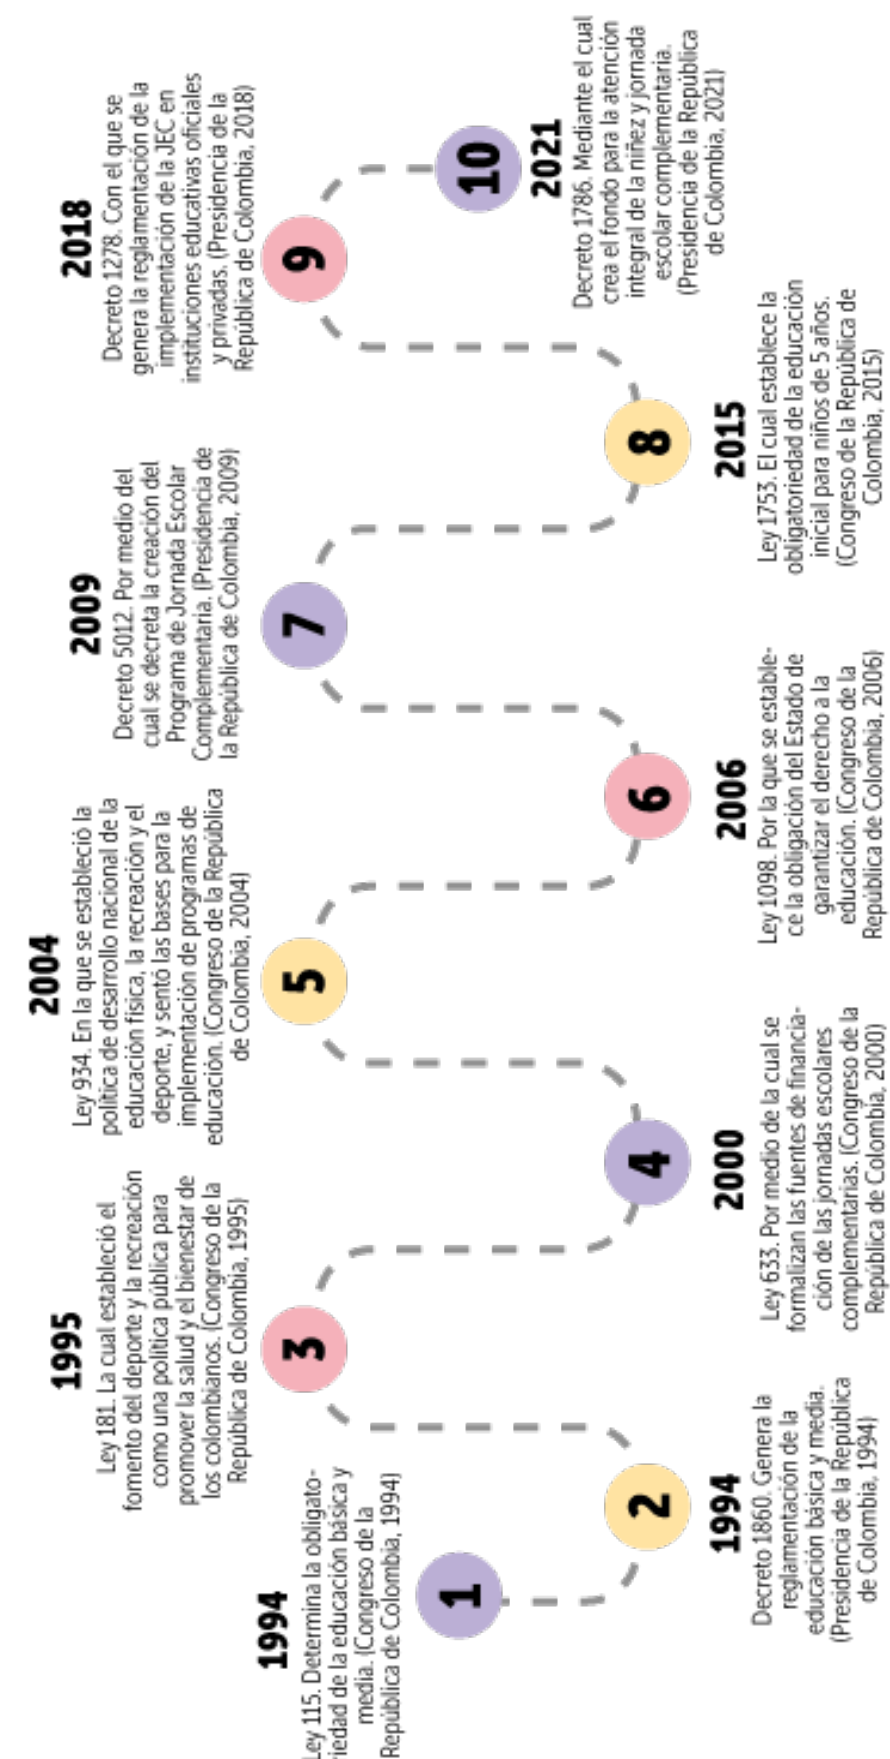 1994
Ley 115. Determina la obligato-
riedad de la educación básica y
media. (Congreso de la
República de Colombia, 1994)
1
2
1994
Decreto 1860. Genera la
reglamentación de la
educación básica y media.
(Presidencia de la República
de Colombia, 1994)
1995
Ley 181. La cual estableció el
fomento del deporte y la recreación
como una política pública para
promover la salud y el bienestar de
los colombianos. (Congreso de la
República de Colombia, 1995)
3
4
2000
Ley 633. Por medio de la cual se
formalizan las fuentes de financia-
ción de las jornadas escolares
complementarias. (Congreso de la
República de Colombia, 2000)
2004
Ley 934. En la que se estableció la
política de desarrollo nacional de la
educación física, la recreación y el
deporte, y sentó las bases para la
implementación de programas de
educación. (Congreso de la República
de Colombia, 2004)
5
6
2006
Ley 1098. Por la que se estable-
ce la obligación del Estado de
garantizar el derecho a la
educación. (Congreso de la
República de Colombia, 2006)
2009
Decreto 5012. Por medio del
cual se decreta la creación del
Programa de Jornada Escolar
Complementaria. (Presidencia de
la República de Colombia, 2009)
7
8
2015
Ley 1753. El cual establece la
obligatoriedad de la educación
inicial para niños de 5 años.
(Congreso de la República de
Colombia, 2015)
2018
Decreto 1278. Con el que se
genera la reglamentación de la
implementación de la JEC en
instituciones educativas oficiales
y privadas. (Presidencia de la
República de Colombia, 2018)
9
10
2021
Decreto 1786. Mediante el cual
crea el fondo para la atención
integral de la niñez y jornada
escolar complementaria.
(Presidencia de la República
de Colombia, 2021)